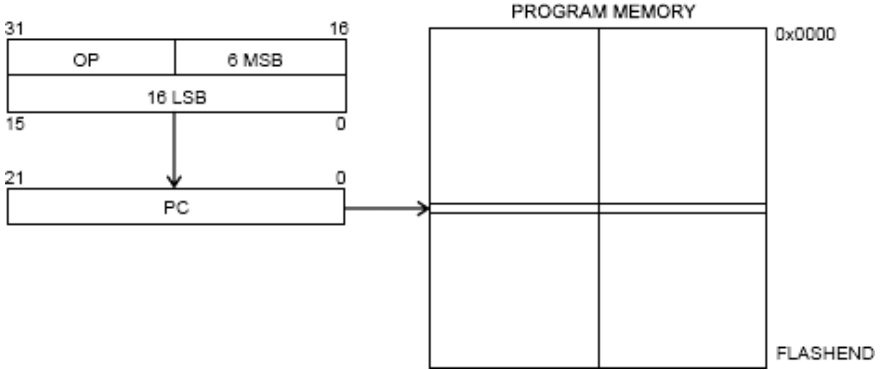 PROGRAM MEMORY
31 16
0x0000
OP 6 MSB
16 LSB
15 0
21 0
PC
FLASHEND